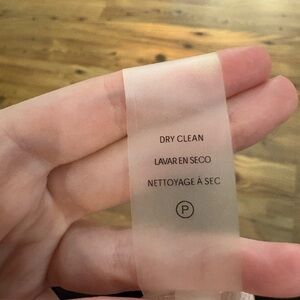 DRY CLEAN
LAVAR EN SECO
NETTOYAGE À SEC
P